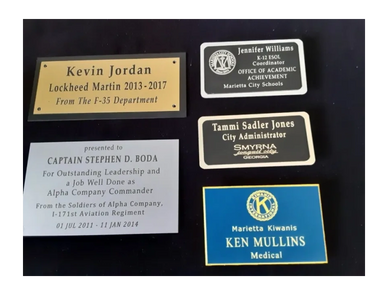 Kevin Jordan
Lockheed Martin 2013-2017
From The F-35 Department
presented to
CAPTAIN STEPHEN D. BODA
For Outstanding Leadership and
a Job Well Done as
Alpha Company Commander
From the Soldiers of Alpha Company,
1-171st Aviation Regiment
01 JUL 2011 - 11 JAN 2014
Jennifer Williams
K-12 ESOL
Coordinator
OFFICE OF ACADEMIC
ACHIEVEMENT
Marietta City Schools
Tammi Sadler Jones
City Administrator
SMYRNA
jonquil city
GEORGIA
K
Marietta Kiwanis
KEN MULLINS
Medical